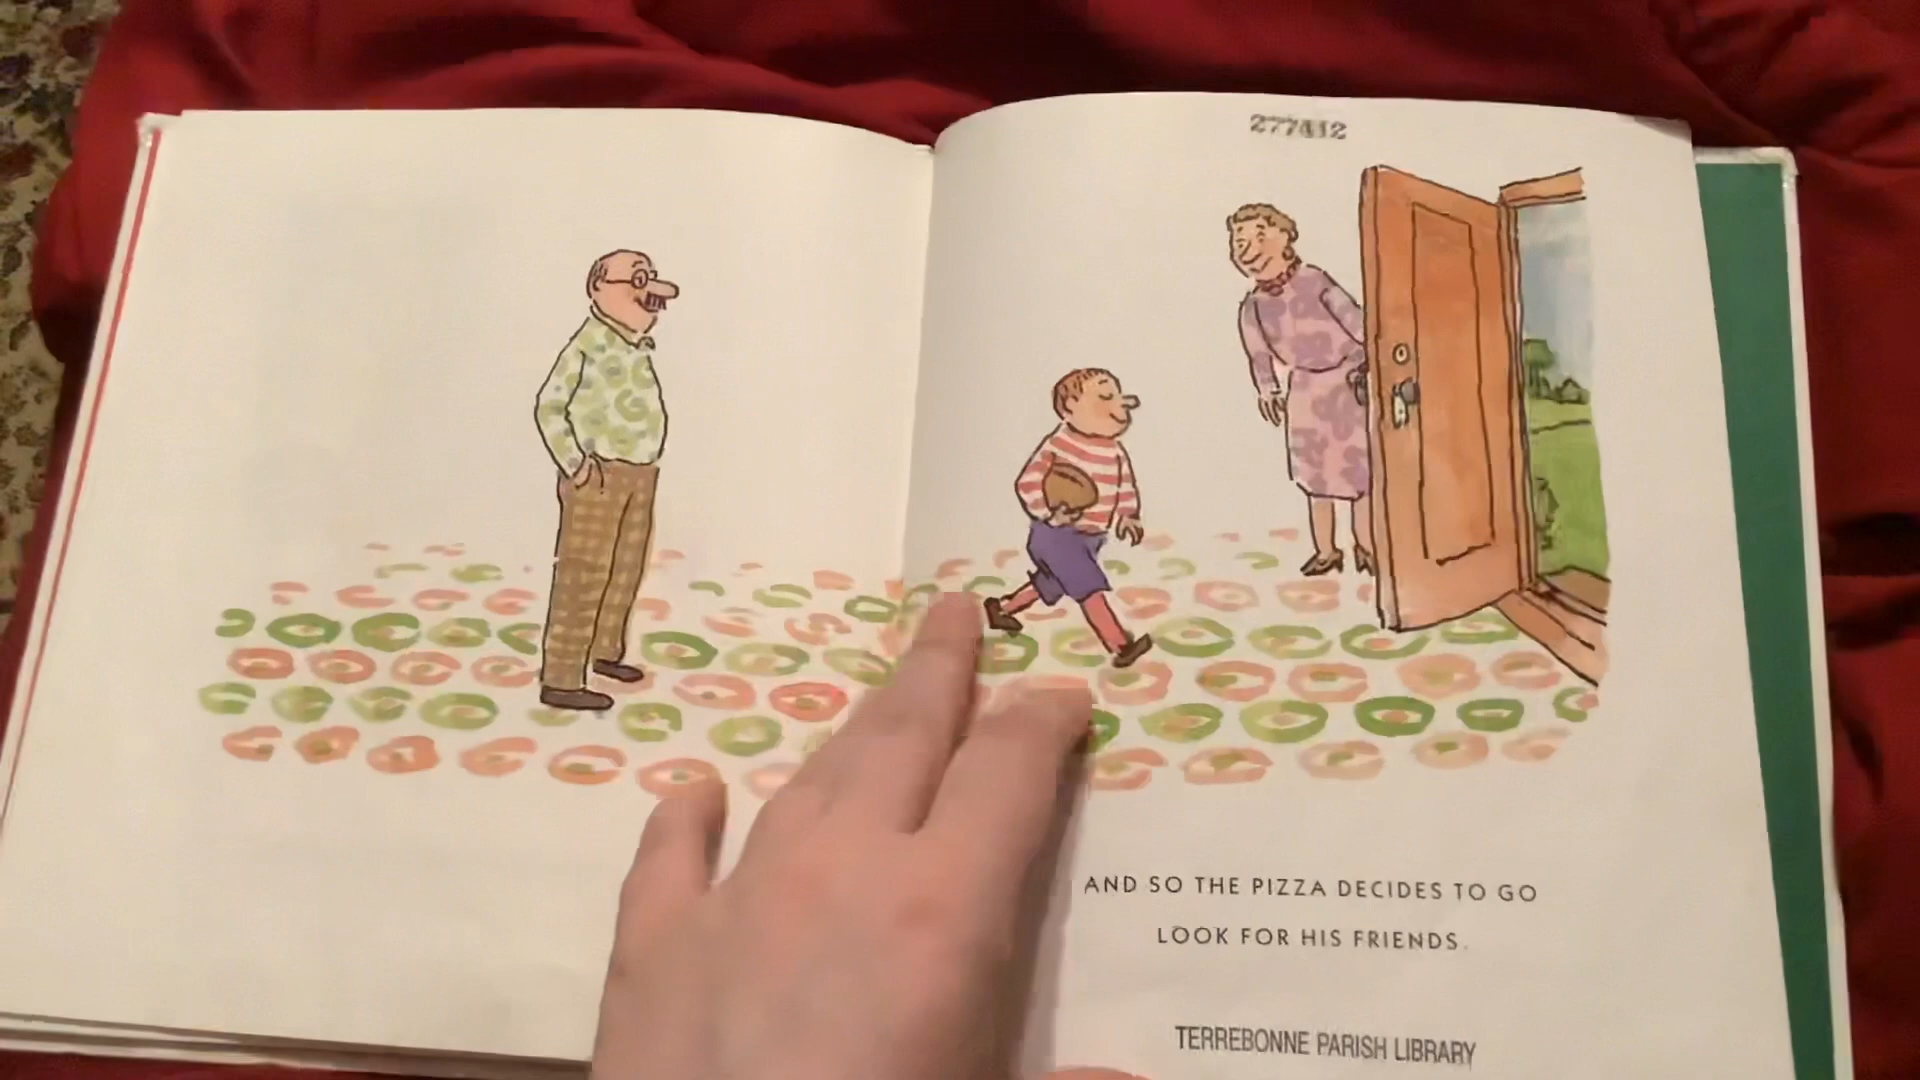 277412
AND SO THE PIZZA DECIDES TO GO
LOOK FOR HIS FRIENDS.
TERREBONNE PARISH LIBRARY